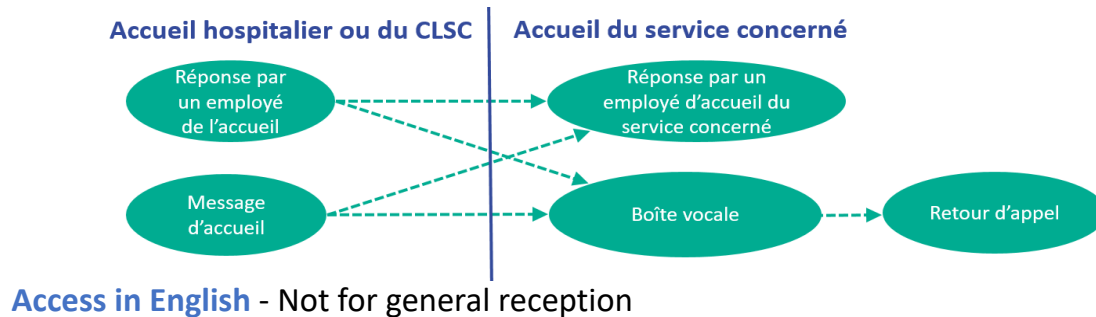 Accueil hospitalier ou du CLSC
Accueil du service concerné
Réponse par
un employé
de l'accueil
Réponse par un
employé d'accueil du
service concerné
Message
d'accueil
Boîte vocale
Retour d'appel
Access in English - Not for general reception